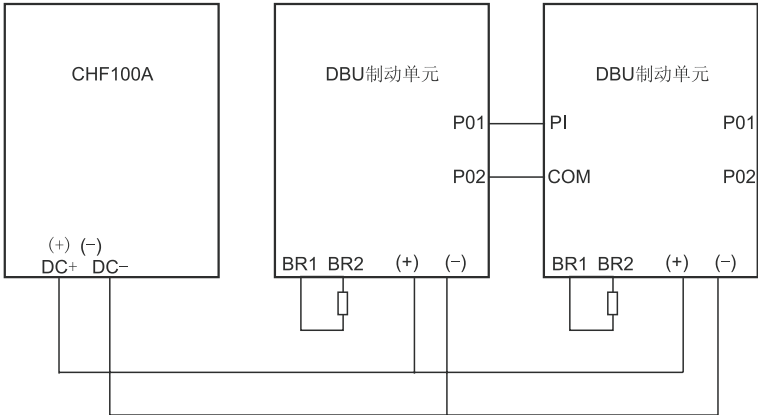 CHF100A
DBU制动单元
DBU制动单元
P01
PI
P01
P02
COM
P02
(+) (-)
DC+ DC-
BR1 BR2 (+) (-)
BR1 BR2 (+) (-)